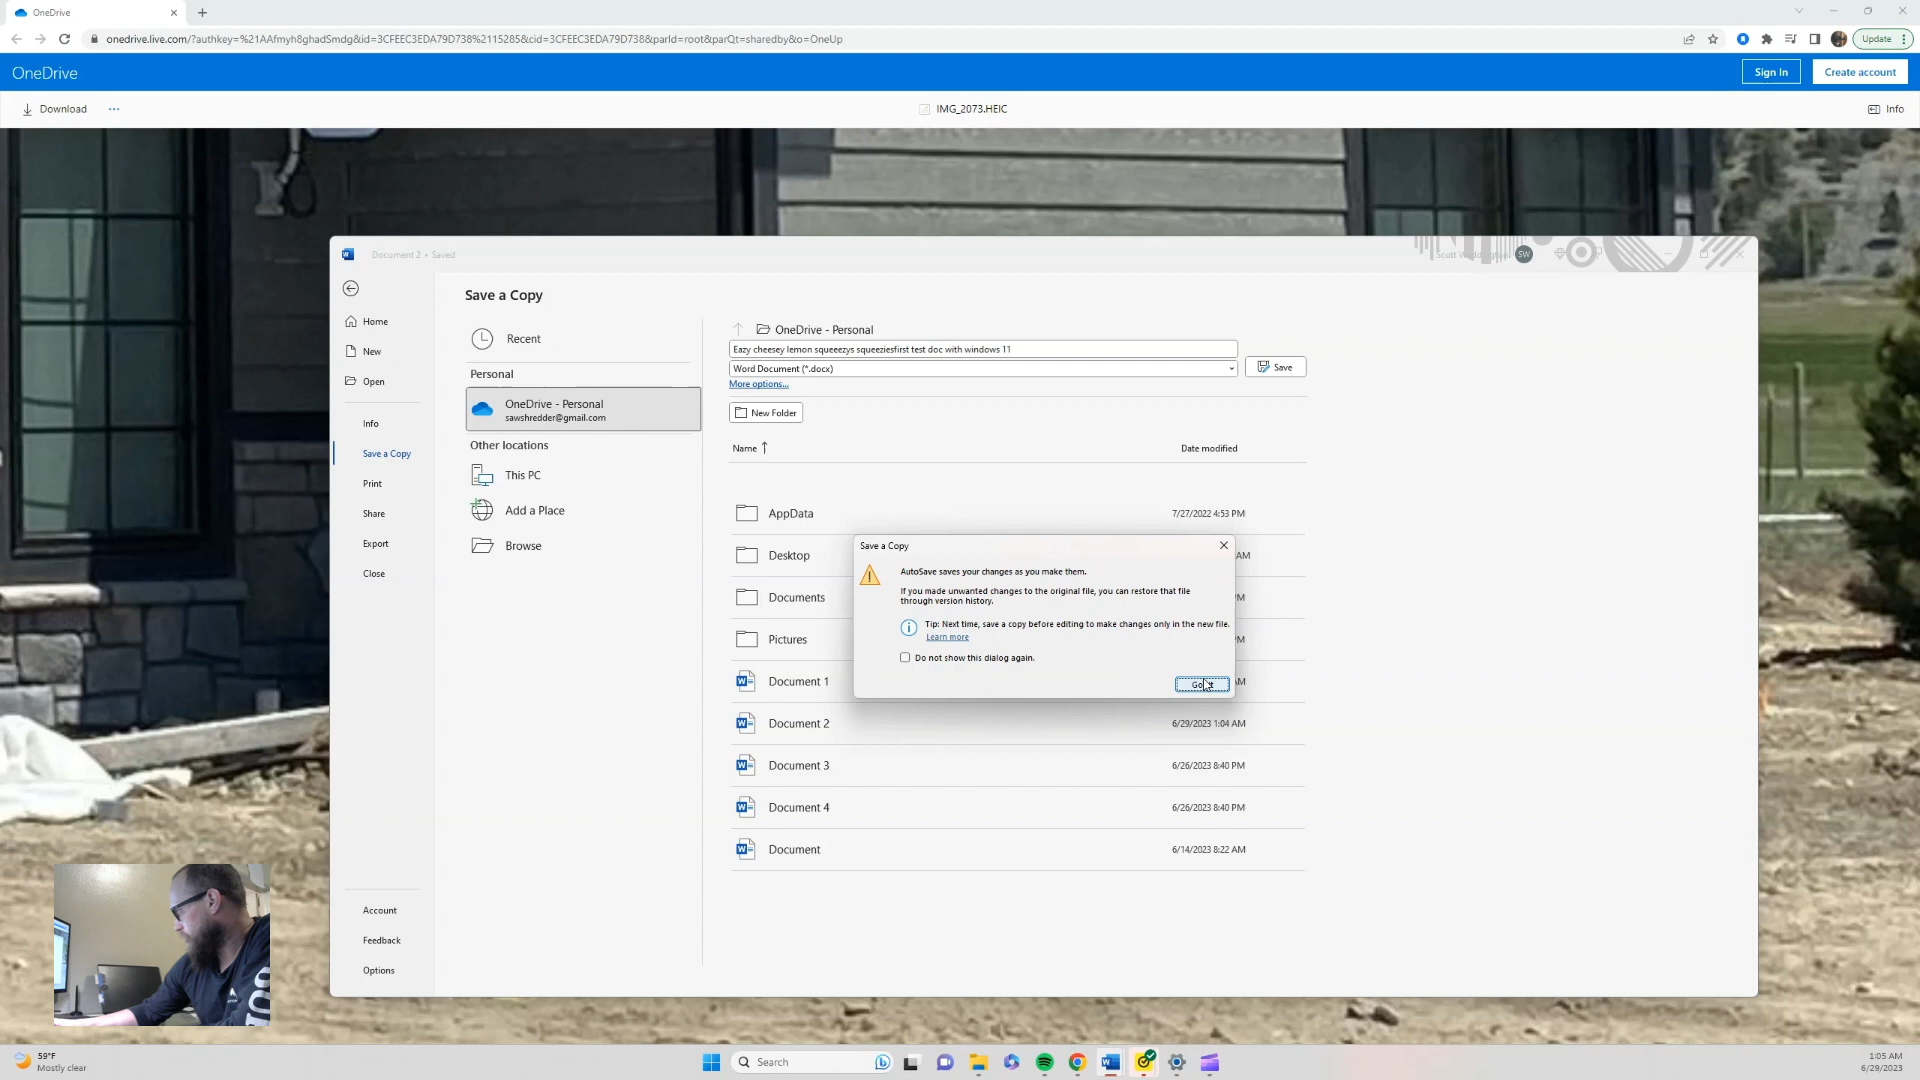 OneDrive
onedrive.live.com/?authkey=%21AAfmyh8ghadSmdg&id=3CFEEC3EDA79D738%2115285&cid=3CFEEC3EDA79D738&parId=root&parQt=sharedby&o=OneUp
Update
OneDrive
Sign In
Create account
Download
IMG_2073.HEIC
Info
Document 2 • Saved
Scott
SW
Save a Copy
Home
New
Open
Info
Save a Copy
Print
Share
Export
Close
Account
Feedback
Options
Recent
Personal
OneDrive - Personal
sawshredder@gmail.com
Other locations
This PC
Add a Place
Browse
OneDrive - Personal
Eazy cheesey lemon squeeezys squeeziesfirst test doc with windows 11
Word Document (*.docx)
Save
More options...
New Folder
Name
Date modified
AppData
7/27/2022 4:53 PM
Desktop
AM
Documents
PM
Pictures
PM
Document 1
AM
Document 2
6/29/2023 1:04 AM
Document 3
6/26/2023 8:40 PM
Document 4
6/26/2023 8:40 PM
Document
6/14/2023 8:22 AM
Save a Copy
AutoSave saves your changes as you make them.
If you made unwanted changes to the original file, you can restore that file
through version history.
Tip: Next time, save a copy before editing to make changes only in the new file.
Learn more
Do not show this dialog again.
59°F
Mostly clear
Search
1:05 AM
6/29/2023